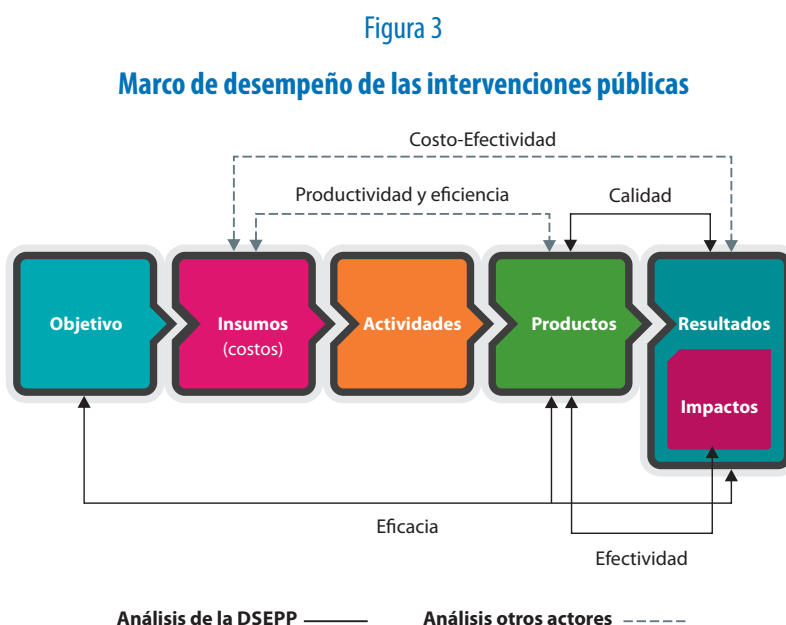 Figura 3
Marco de desempeño de las intervenciones públicas
Costo-Efectividad
Productividad y eficiencia
Calidad
Objetivo
Insumos
(costos)
Actividades
Productos
Resultados
Impactos
Eficacia
Efectividad
Análisis de la DSEPP
Análisis otros actores